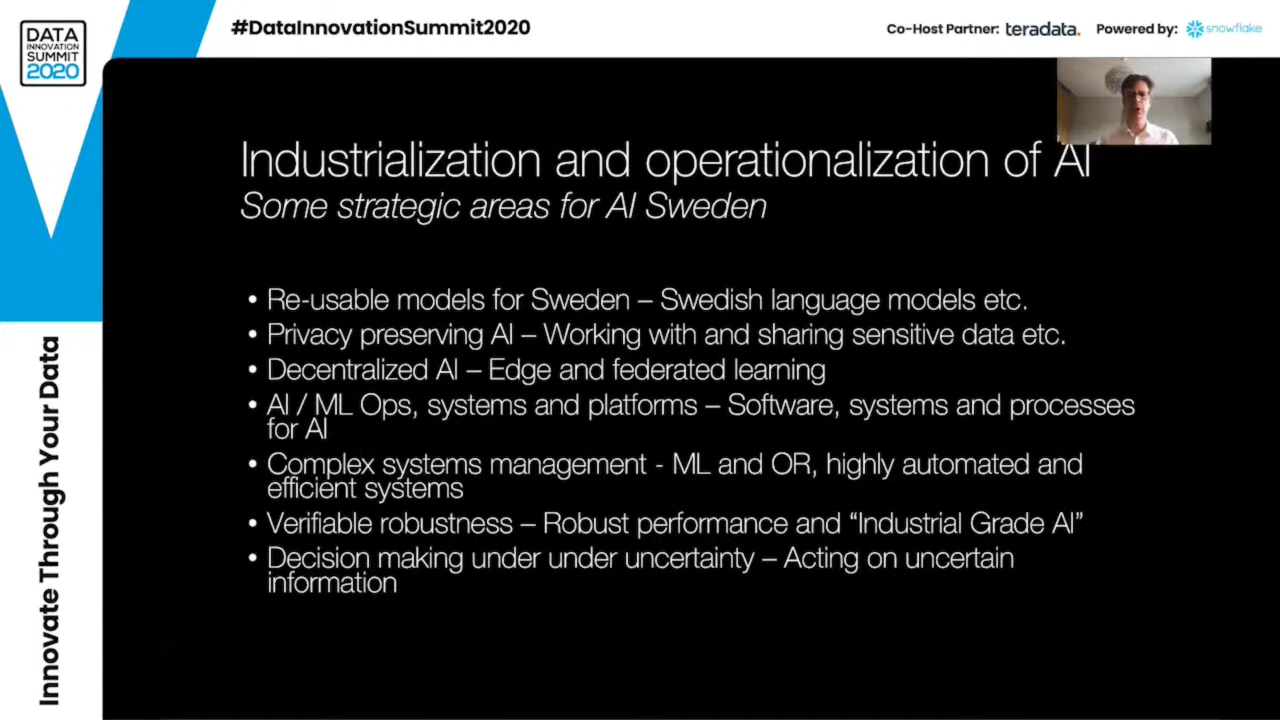 DATA
INNOVATION
SUMMIT
2020
#DataInnovationSummit2020
Co-Host Partner: teradata.
Powered by: snowflake
Innovate Through Your Data
Industrialization and operationalization of AI
Some strategic areas for AI Sweden
• Re-usable models for Sweden – Swedish language models etc.
• Privacy preserving AI – Working with and sharing sensitive data etc.
• Decentralized AI – Edge and federated learning
• AI / ML Ops, systems and platforms – Software, systems and processes
for AI
• Complex systems management - ML and OR, highly automated and
efficient systems
• Verifiable robustness – Robust performance and “Industrial Grade AI”
• Decision making under under uncertainty – Acting on uncertain
information